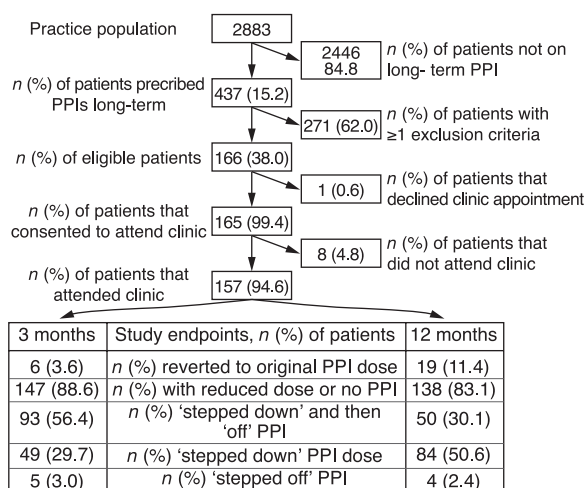 Practice population
2883
2446
84.8
n (%) of patients not on
long- term PPI
n (%) of patients precribed
PPIs long-term
437 (15.2)
271 (62.0)
n (%) of patients with
≥1 exclusion criteria
n (%) of eligible patients
166 (38.0)
1 (0.6)
n (%) of patients that
declined clinic appointment
n (%) of patients that
consented to attend clinic
165 (99.4)
8 (4.8)
n (%) of patients that
did not attend clinic
n (%) of patients that
attended clinic
157 (94.6)
3 months Study endpoints, n (%) of patients 12 months
6 (3.6) n (%) reverted to original PPI dose 19 (11.4)
147 (88.6) n (%) with reduced dose or no PPI 138 (83.1)
93 (56.4) n (%) ‘stepped down’ and then
‘off’ PPI 50 (30.1)
49 (29.7) n (%) ‘stepped down’ PPI dose 84 (50.6)
5 (3.0) n (%) ‘stepped off’ PPI 4 (2.4)